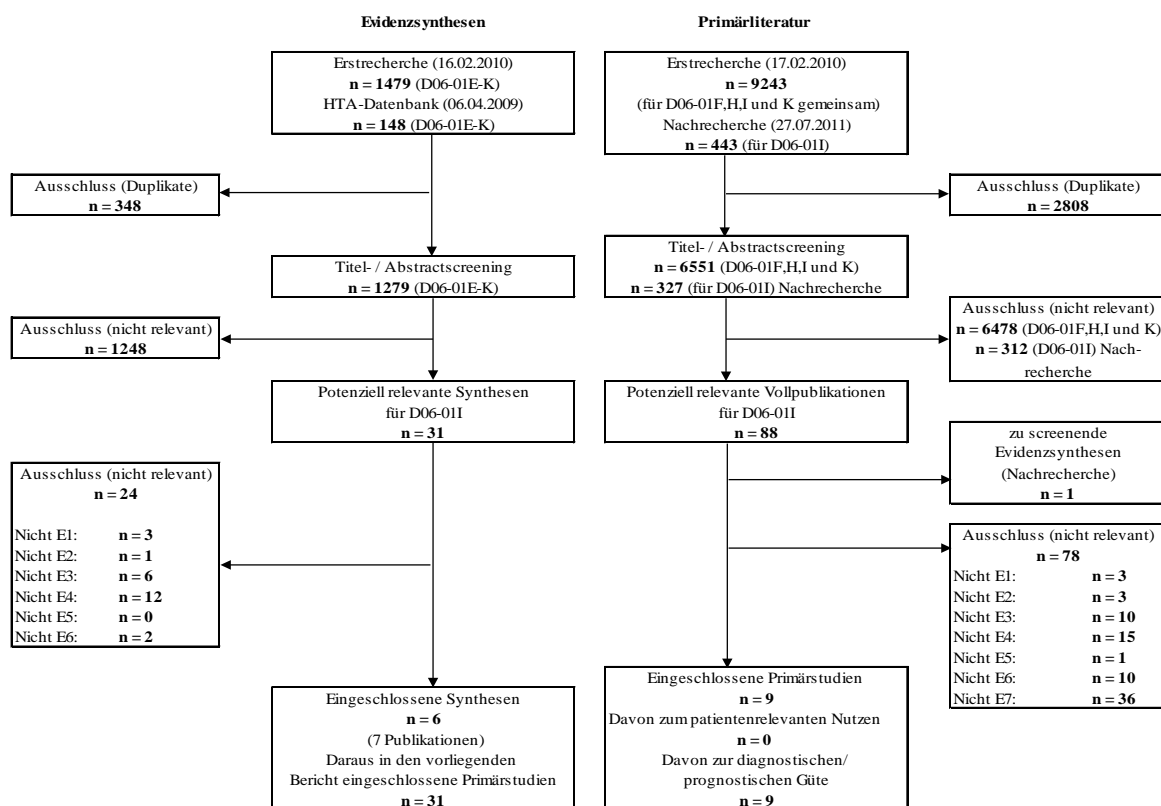 Evidenzsynthesen
Erstrecherche (16.02.2010)
n = 1479 (D06-01E-K)
HTA-Datenbank (06.04.2009)
n = 148 (D06-01E-K)
Ausschluss (Duplikate)
n = 348
Titel- / Abstractscreening
n = 1279 (D06-01E-K)
Ausschluss (nicht relevant)
n = 1248
Potenziell relevante Synthesen
für D06-01I
n = 31
Ausschluss (nicht relevant)
n = 24
Nicht E1: n = 3
Nicht E2: n = 1
Nicht E3: n = 6
Nicht E4: n = 12
Nicht E5: n = 0
Nicht E6: n = 2
Eingeschlossene Synthesen
n = 6
(7 Publikationen)
Daraus in den vorliegenden
Bericht eingeschlossene Primärstudien
n = 31
Primärliteratur
Erstrecherche (17.02.2010)
n = 9243
(für D06-01F,H,I und K gemeinsam)
Nachrecherche (27.07.2011)
n = 443 (für D06-01I)
Ausschluss (Duplikate)
n = 2808
Titel- / Abstractscreening
n = 6551 (D06-01F,H,I und K)
n = 327 (für D06-01I) Nachrecherche
Ausschluss (nicht relevant)
n = 6478 (D06-01F,H,I und K)
n = 312 (D06-01I) Nach-
recherche
Potenziell relevante Vollpublikationen
für D06-01I
n = 88
zu screenende
Evidenzsynthesen
(Nachrecherche)
n = 1
Ausschluss (nicht relevant)
n = 78
Nicht E1: n = 3
Nicht E2: n = 3
Nicht E3: n = 10
Nicht E4: n = 15
Nicht E5: n = 1
Nicht E6: n = 10
Nicht E7: n = 36
Eingeschlossene Primärstudien
n = 9
Davon zum patientenrelevanten Nutzen
n = 0
Davon zur diagnostischen/
prognostischen Güte
n = 9